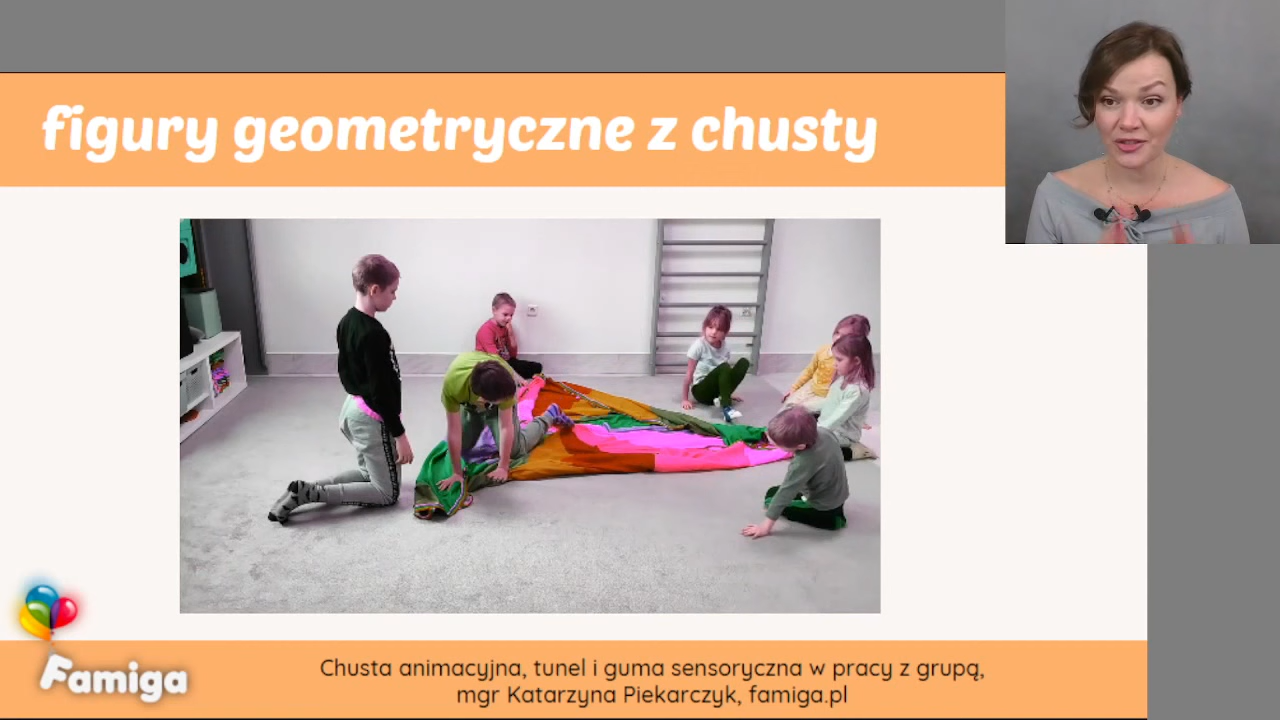 figury geometryczne z chusty
Famiga
Chusta animacyjna, tunel i guma sensoryczna w pracy z grupą,
mgr Katarzyna Piekarczyk, famiga.pl